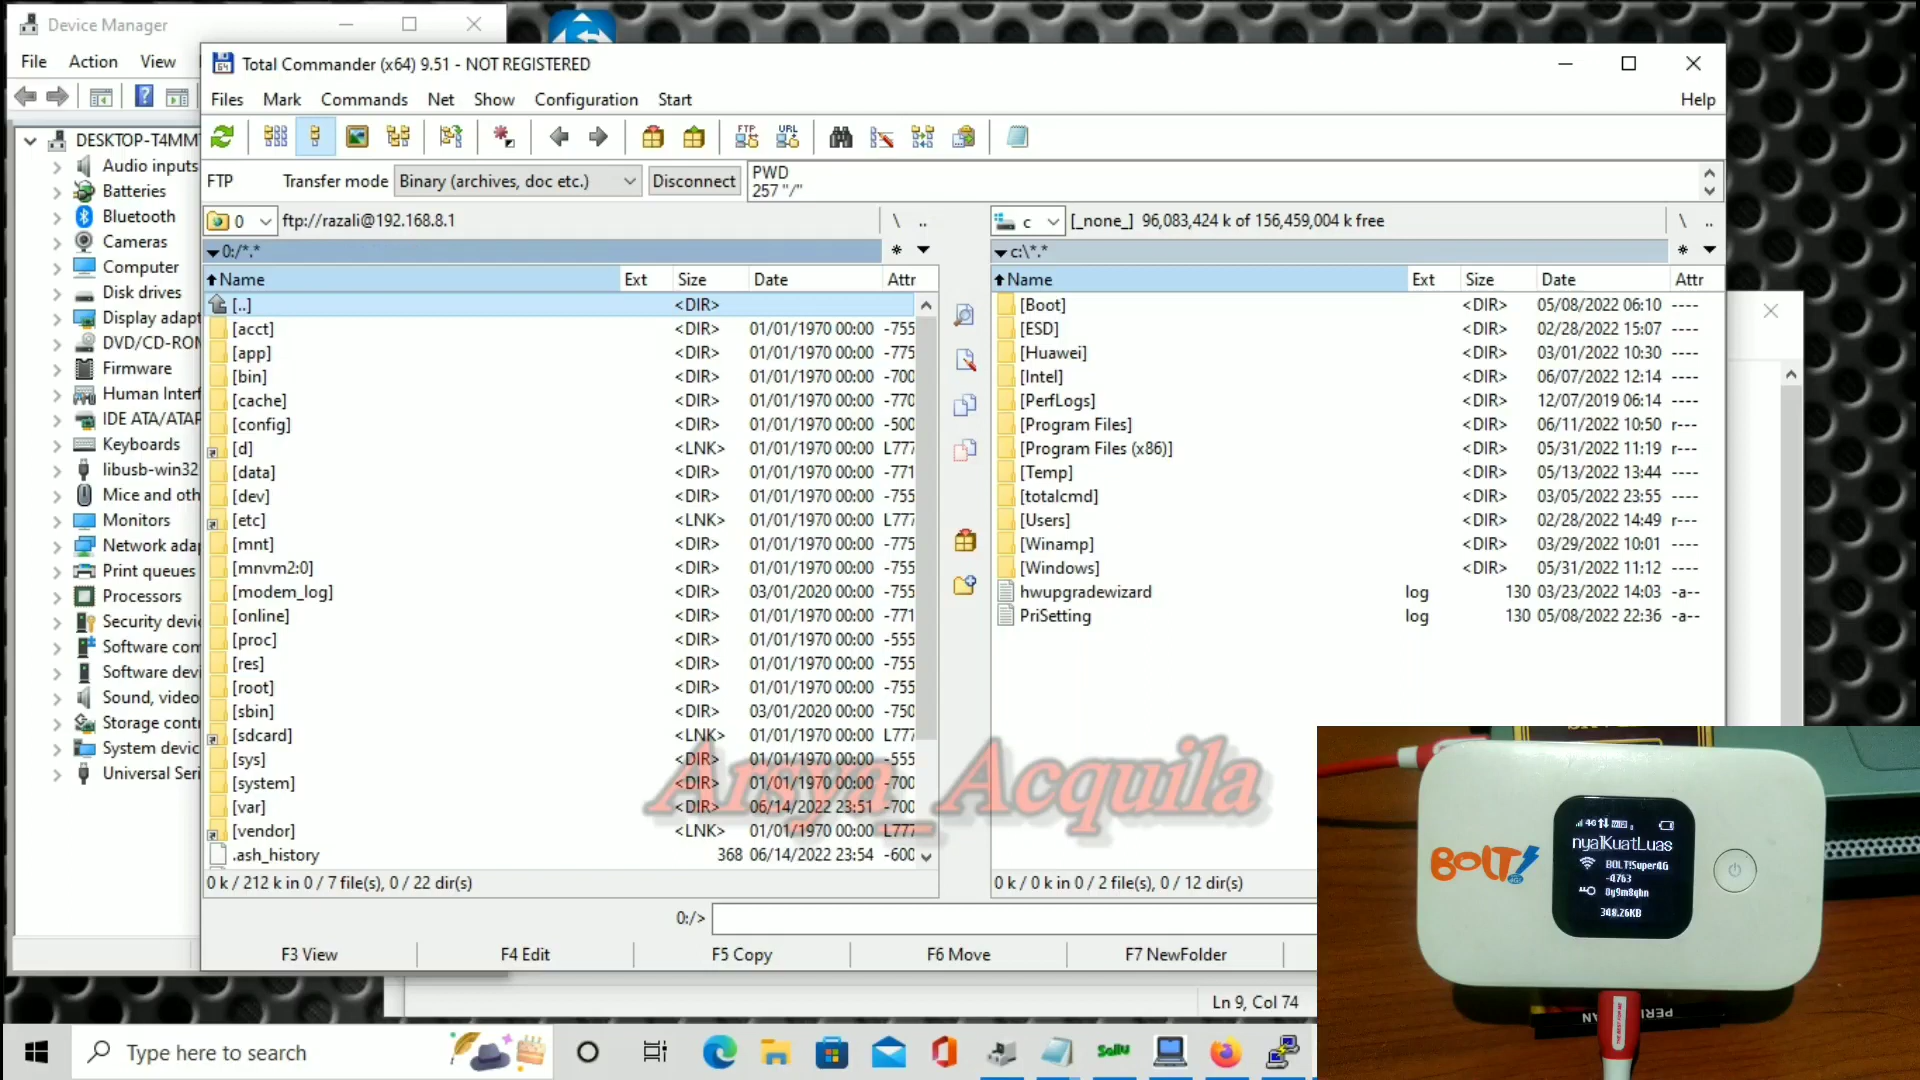 Device Manager
File Action View
DESKTOP-T4MM
Audio inputs
Batteries
Bluetooth
Cameras
Computer
Disk drives
Display adapt
DVD/CD-ROM
Firmware
Human Interf
IDE ATA/ATAP
Keyboards
libusb-win32
Mice and oth
Monitors
Network adap
Print queues
Processors
Security devi
Software com
Software devi
Sound, video
Storage cont
System devic
Universal Seri
Total Commander (x64) 9.51 - NOT REGISTERED
Files Mark Commands Net Show Configuration Start Help
FTP URL
FTP Transfer mode Binary (archives, doc etc.) Disconnect PWD
257 "/"
0 ftp://razali@192.168.8.1 \ ..
0:/*.* * 
Name Ext Size Date Attr
[..] <DIR>
[acct] <DIR> 01/01/1970 00:00 -755
[app] <DIR> 01/01/1970 00:00 -775
[bin] <DIR> 01/01/1970 00:00 -700
[cache] <DIR> 01/01/1970 00:00 -770
[config] <DIR> 01/01/1970 00:00 -500
[d] <LNK> 01/01/1970 00:00 L777
[data] <DIR> 01/01/1970 00:00 -771
[dev] <DIR> 01/01/1970 00:00 -755
[etc] <LNK> 01/01/1970 00:00 L777
[mnt] <DIR> 01/01/1970 00:00 -775
[mnvm2:0] <DIR> 01/01/1970 00:00 -755
[modem_log] <DIR> 03/01/2020 00:00 -755
[online] <DIR> 01/01/1970 00:00 -771
[proc] <DIR> 01/01/1970 00:00 -555
[res] <DIR> 01/01/1970 00:00 -755
[root] <DIR> 01/01/1970 00:00 -755
[sbin] <DIR> 03/01/2020 00:00 -750
[sdcard] <LNK> 01/01/1970 00:00 L777
[sys] <DIR> 01/01/1970 00:00 -555
[system] <DIR> 01/01/1970 00:00 -700
[var] <DIR> 06/14/2022 23:51 -700
[vendor] <LNK> 01/01/1970 00:00 L777
.ash_history 368 06/14/2022 23:54 -600
0 k / 212 k in 0 / 7 file(s), 0 / 22 dir(s)
c [_none_] 96,083,424 k of 156,459,004 k free \ ..
c:\*.* *
Name Ext Size Date Attr
[Boot] <DIR> 05/08/2022 06:10 ----
[ESD] <DIR> 02/28/2022 15:07 ----
[Huawei] <DIR> 03/01/2022 10:30 ----
[Intel] <DIR> 06/07/2022 12:14 ----
[PerfLogs] <DIR> 12/07/2019 06:14 ----
[Program Files] <DIR> 06/11/2022 10:50 r---
[Program Files (x86)] <DIR> 05/31/2022 11:19 r---
[Temp] <DIR> 05/13/2022 13:44 ----
[totalcmd] <DIR> 03/05/2022 23:55 ----
[Users] <DIR> 02/28/2022 14:49 r---
[Winamp] <DIR> 03/29/2022 10:01 ----
[Windows] <DIR> 05/31/2022 11:12 ----
hwupgradewizard log 130 03/23/2022 14:03 -a--
PriSetting log 130 05/08/2022 22:36 -a--
0 k / 0 k in 0 / 2 file(s), 0 / 12 dir(s)
0:/>
F3 View F4 Edit F5 Copy F6 Move F7 NewFolder
Arsya_Acquila
Ln 9, Col 74
Type here to search
BOLT!
4G
nyalKuatLuas
BOLT!Super4G
-D763
0y9m8qhn
348.26KB